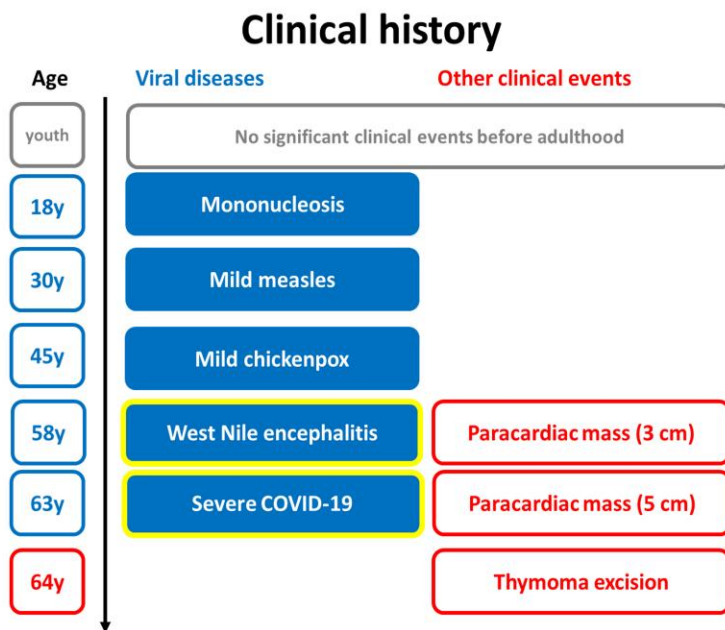 Clinical history
Age Viral diseases Other clinical events
youth No significant clinical events before adulthood
18y Mononucleosis
30y Mild measles
45y Mild chickenpox
58y West Nile encephalitis Paracardiac mass (3 cm)
63y Severe COVID-19 Paracardiac mass (5 cm)
64y Thymoma excision